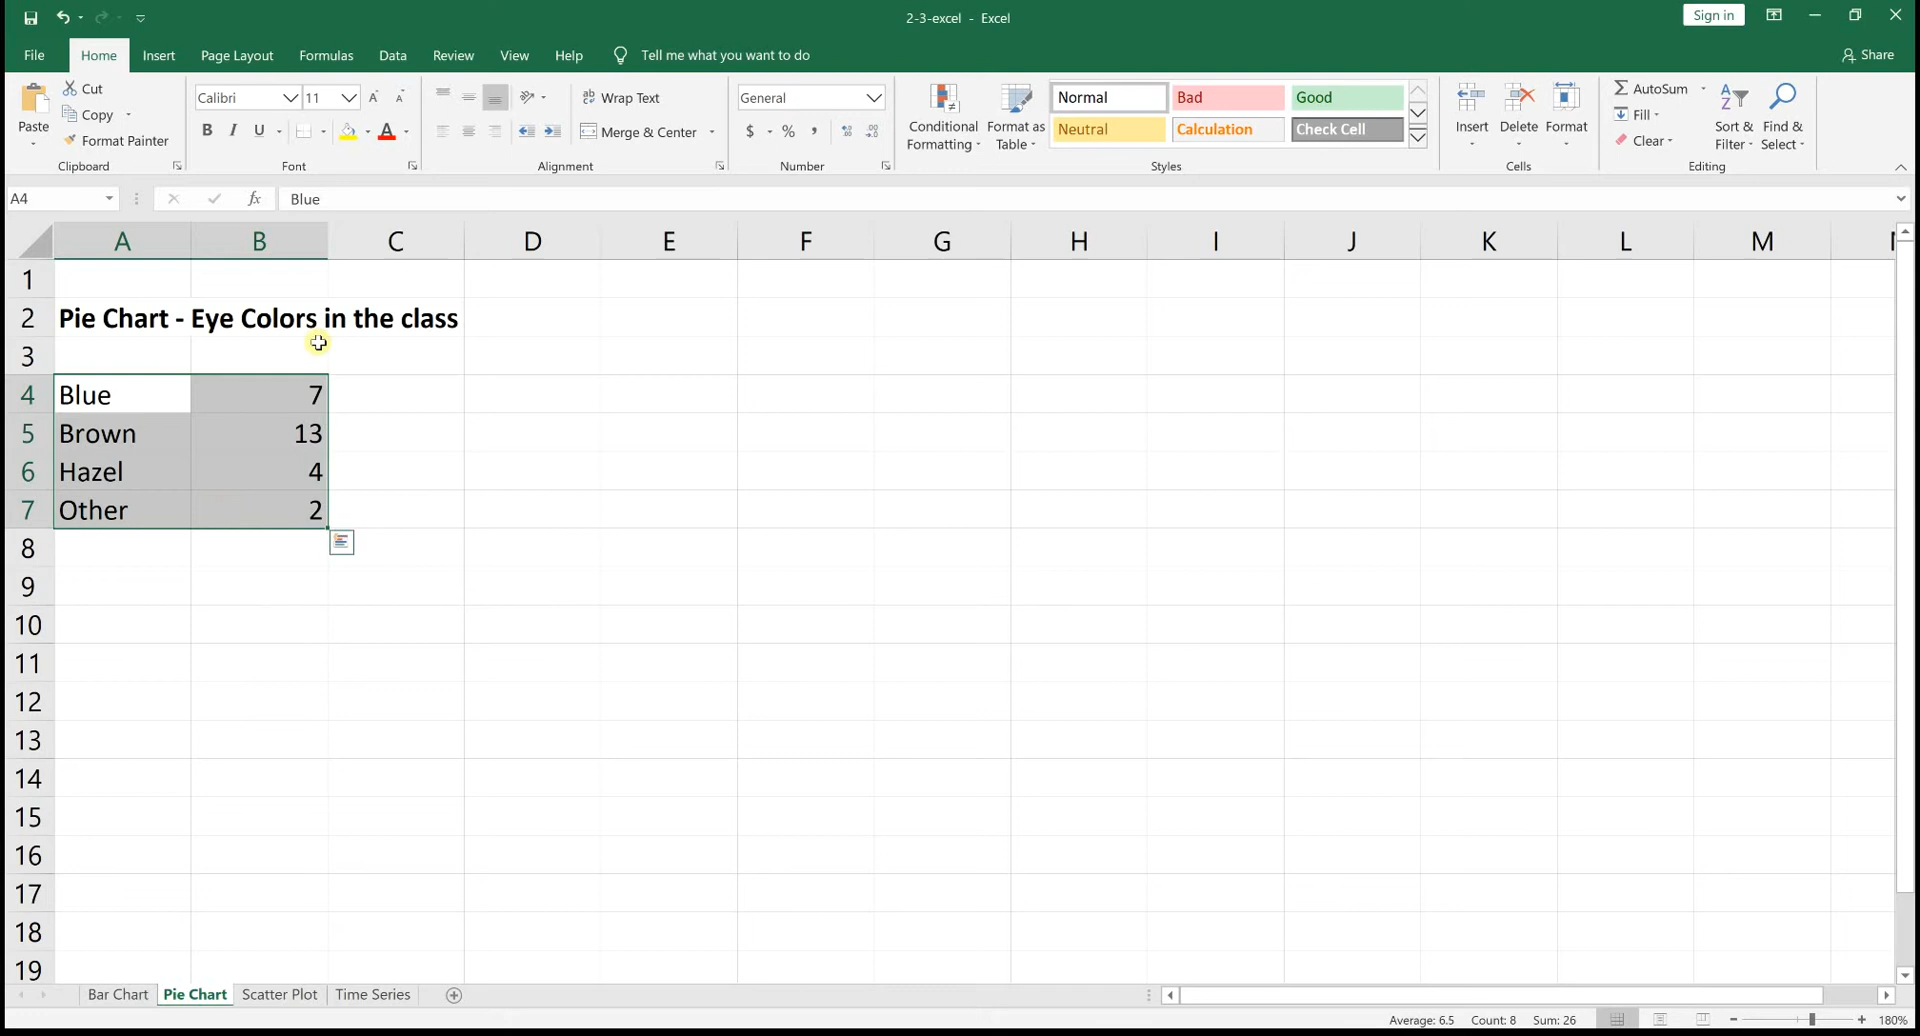 2-3-excel - Excel
Sign in
File Home Insert Page Layout Formulas Data Review View Help Tell me what you want to do Share
Paste
Cut
Copy
Format Painter
Clipboard
Calibri 11
B I U
Font
Wrap Text
Merge & Center
Alignment
General
$ % ,
Number
Conditional
Formatting
Format as
Table
Normal Bad Good
Neutral Calculation Check Cell
Styles
Insert Delete Format
Cells
AutoSum
Fill
Clear
Sort &
Filter
Find &
Select
Editing
A4 fx Blue
A B C D E F G H I J K L M
1
2 Pie Chart - Eye Colors in the class
3
4 Blue 7
5 Brown 13
6 Hazel 4
7 Other 2
8
9
10
11
12
13
14
15
16
17
18
19
Bar Chart Pie Chart Scatter Plot Time Series
Average: 6.5 Count: 8 Sum: 26 180%